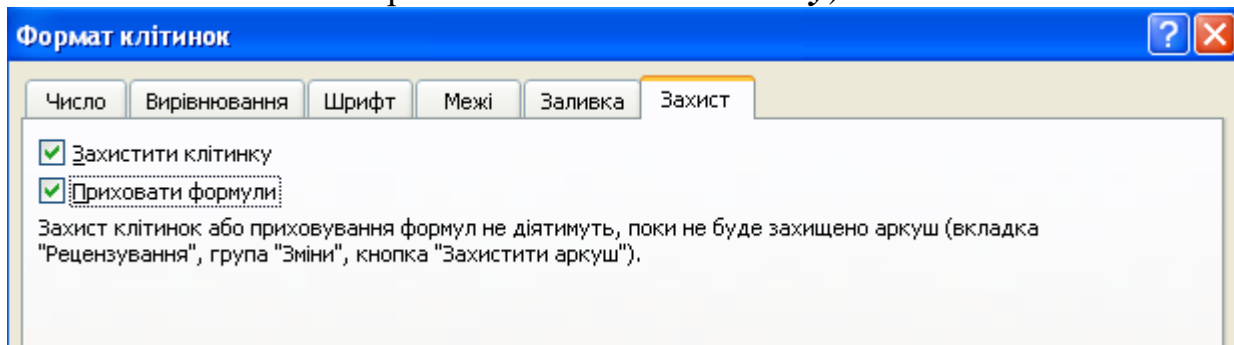 Формат клітинок
Число Вирівнювання Шрифт Межі Заливка Захист
Захистити клітинку
Приховати формули
Захист клітинок або приховування формул не діятимуть, поки не буде захищено аркуш (вкладка
"Рецензування", група "Зміни", кнопка "Захистити аркуш").